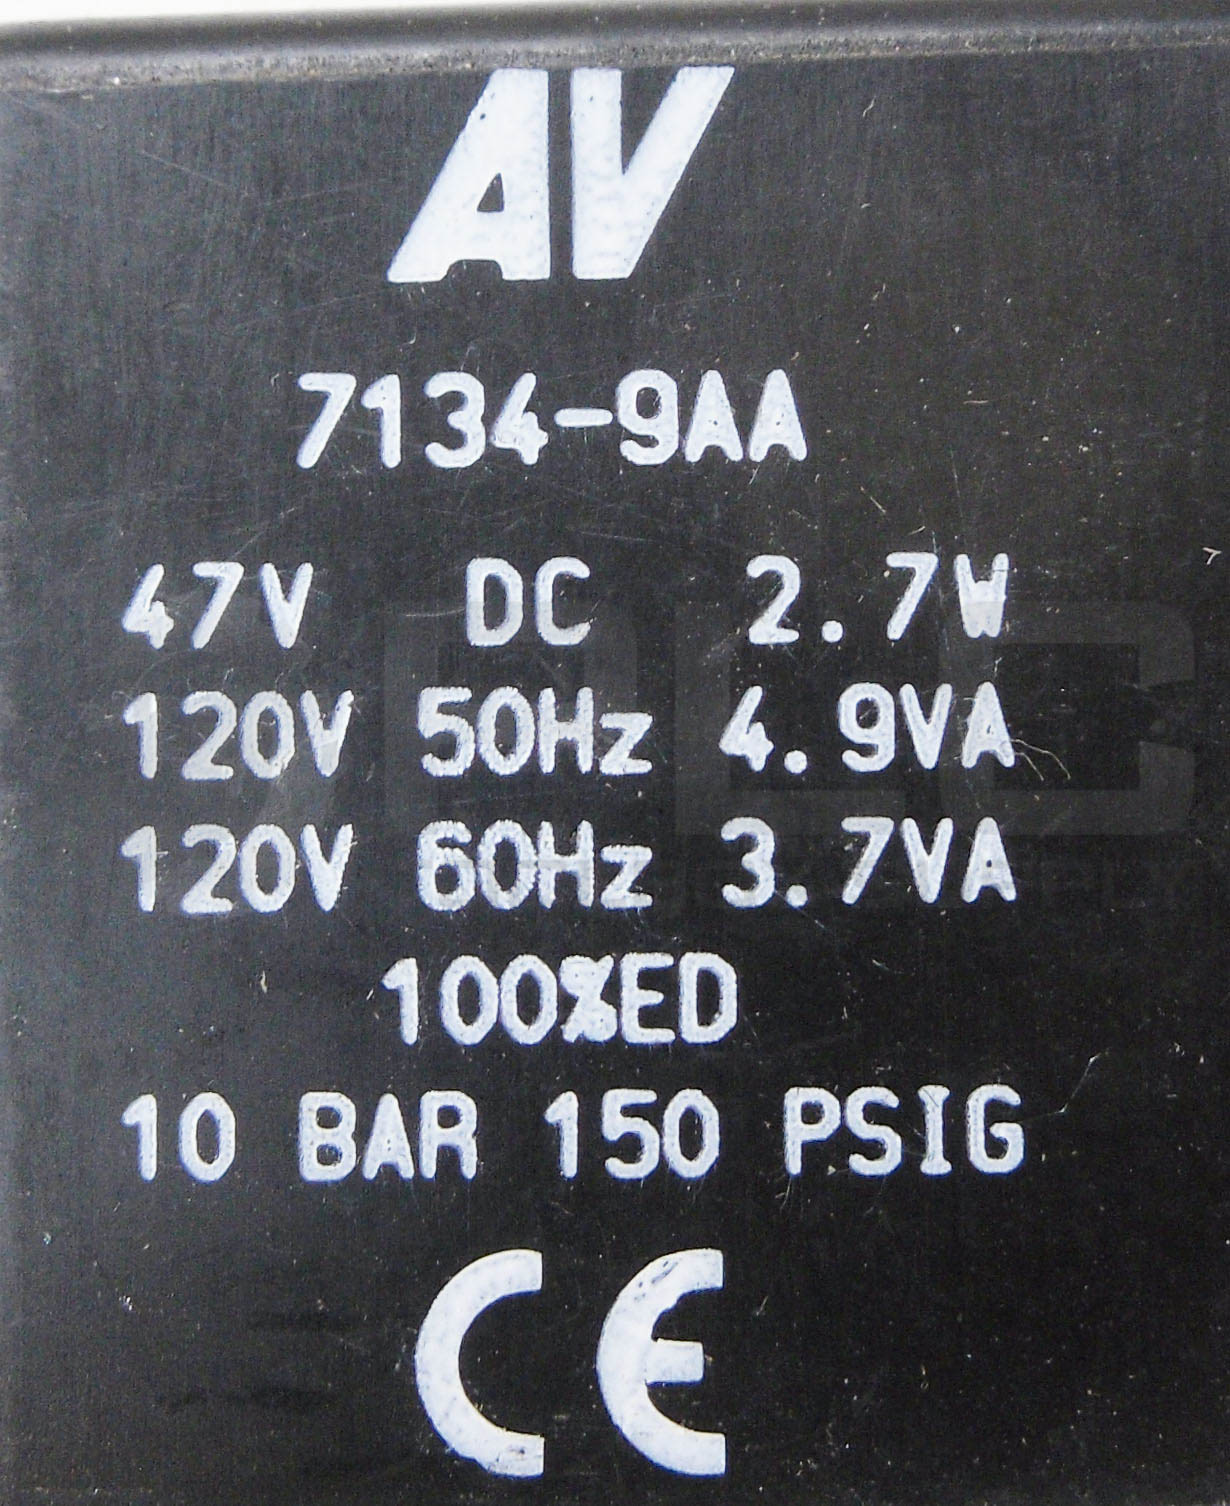 AV
7134-9AA
47V DC 2.7W
120V 50Hz 4.9VA
120V 60Hz 3.7VA
100%ED
10 BAR 150 PSIG
CE
PLC